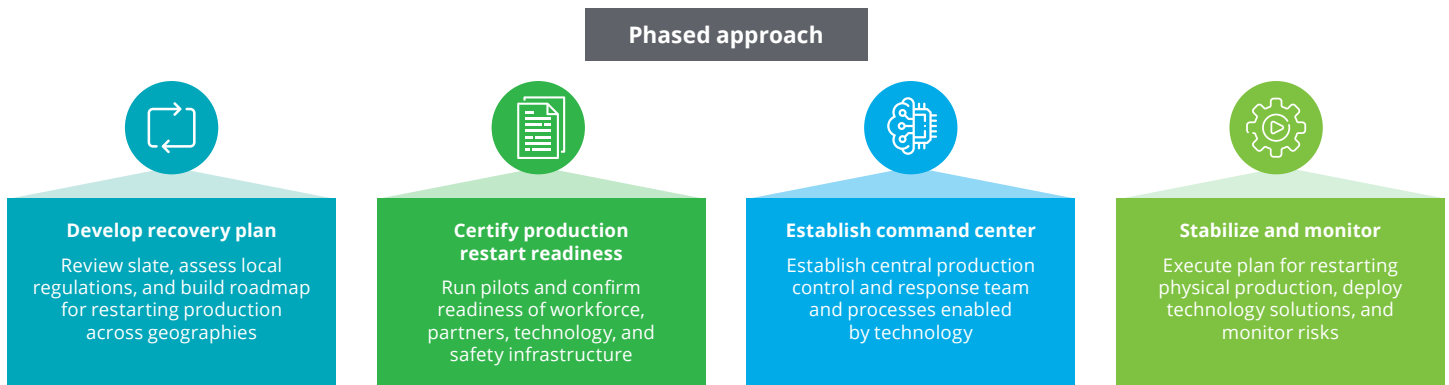 Phased approach
Develop recovery plan
Review slate, assess local
regulations, and build roadmap
for restarting production
across geographies
Certify production
restart readiness
Run pilots and confirm
readiness of workforce,
partners, technology, and
safety infrastructure
Establish command center
Establish central production
control and response team
and processes enabled
by technology
Stabilize and monitor
Execute plan for restarting
physical production, deploy
technology solutions, and
monitor risks